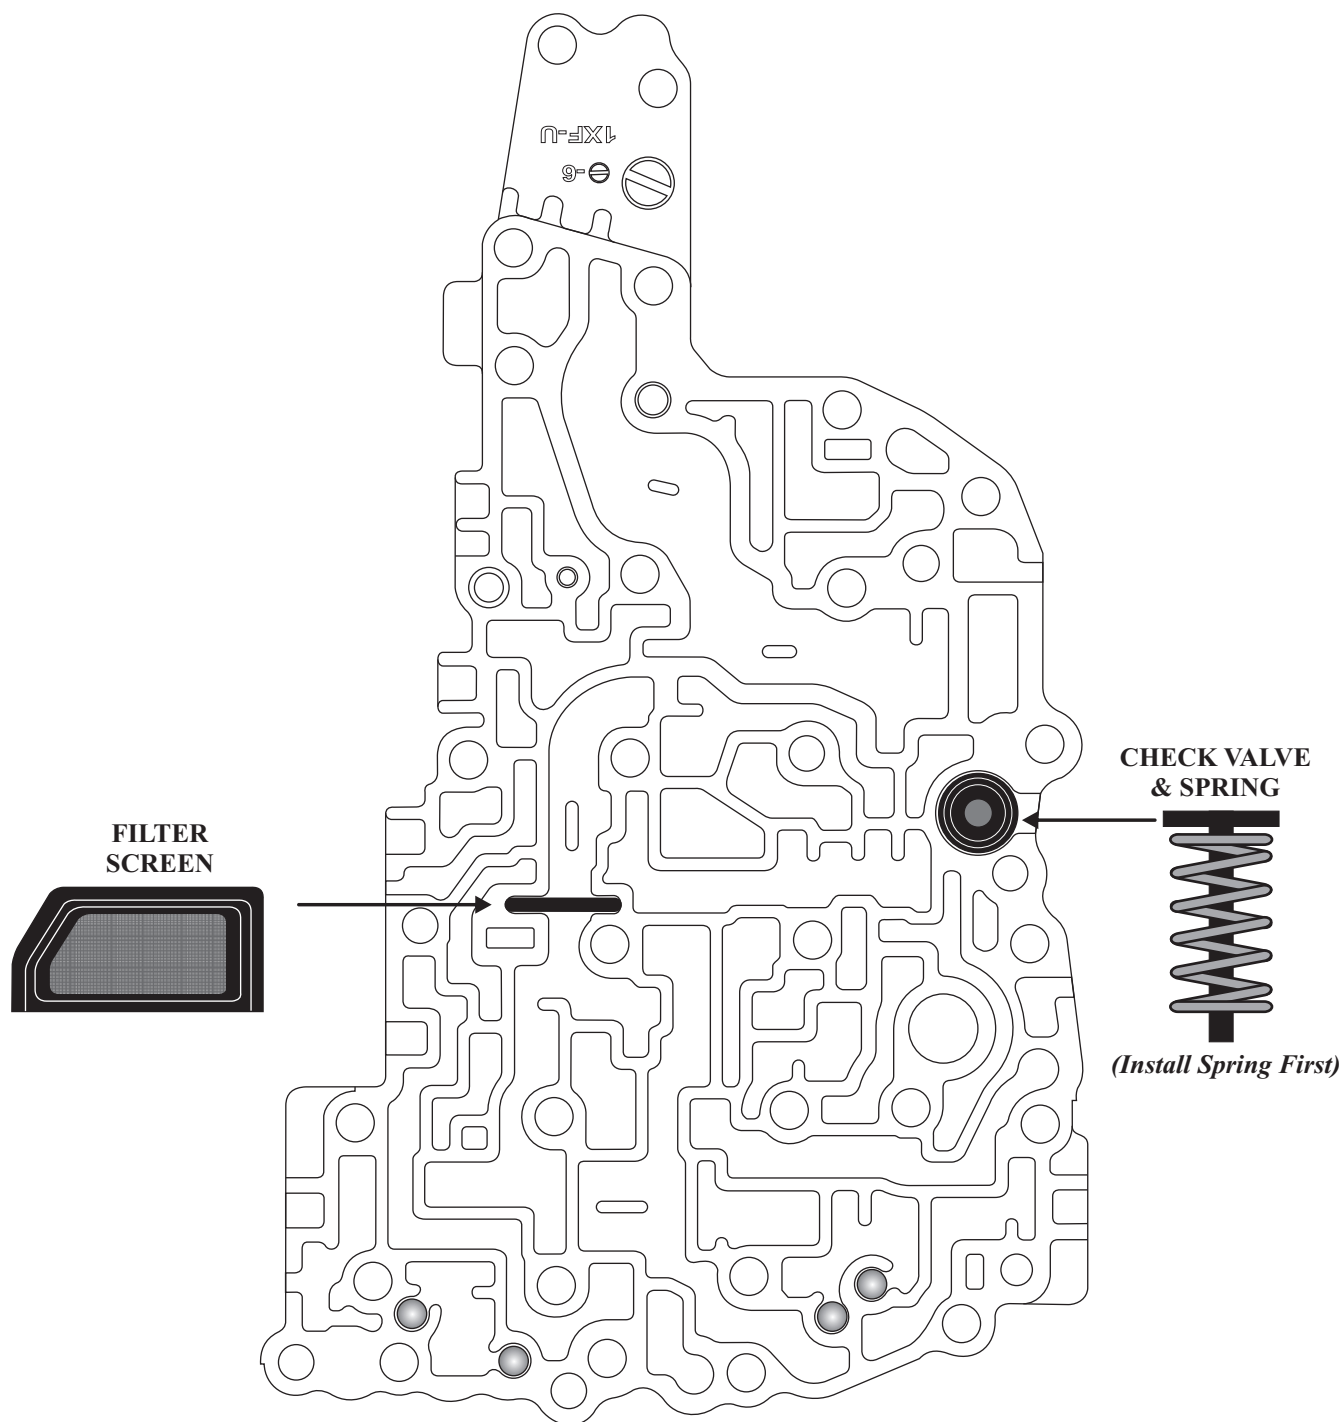 1XF-U
6-
CHECK VALVE
& SPRING
FILTER
SCREEN
(Install Spring First)